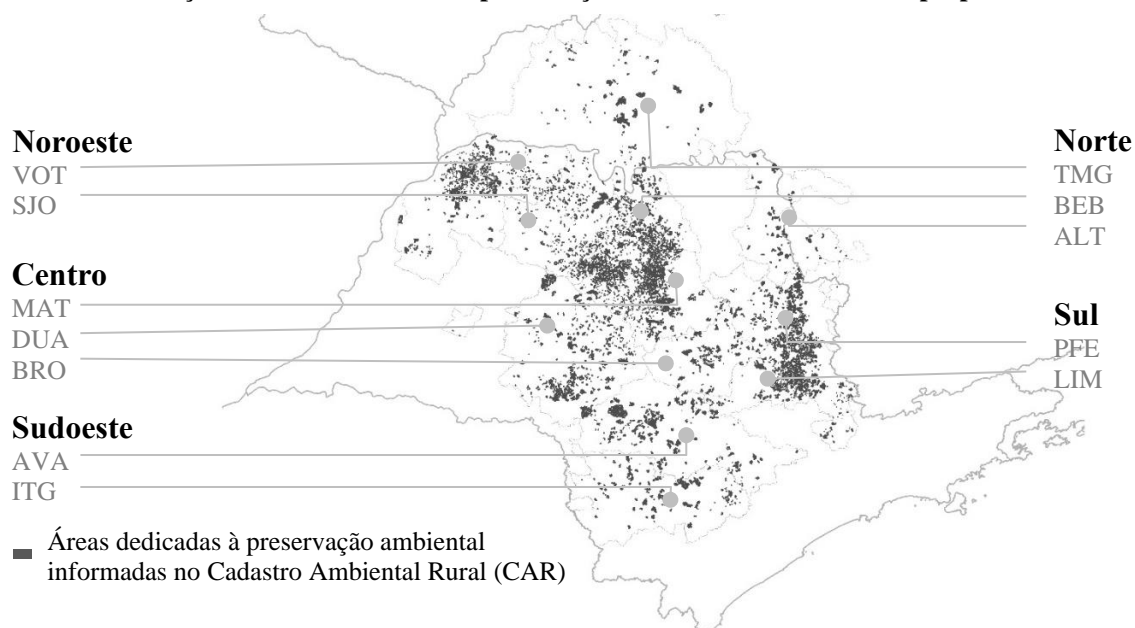 Noroeste
VOT
SJO
Centro
MAT
DUA
BRO
Sudoeste
AVA
ITG
Norte
TMG
BEB
ALT
Sul
PFE
LIM
Áreas dedicadas à preservação ambiental
informadas no Cadastro Ambiental Rural (CAR)